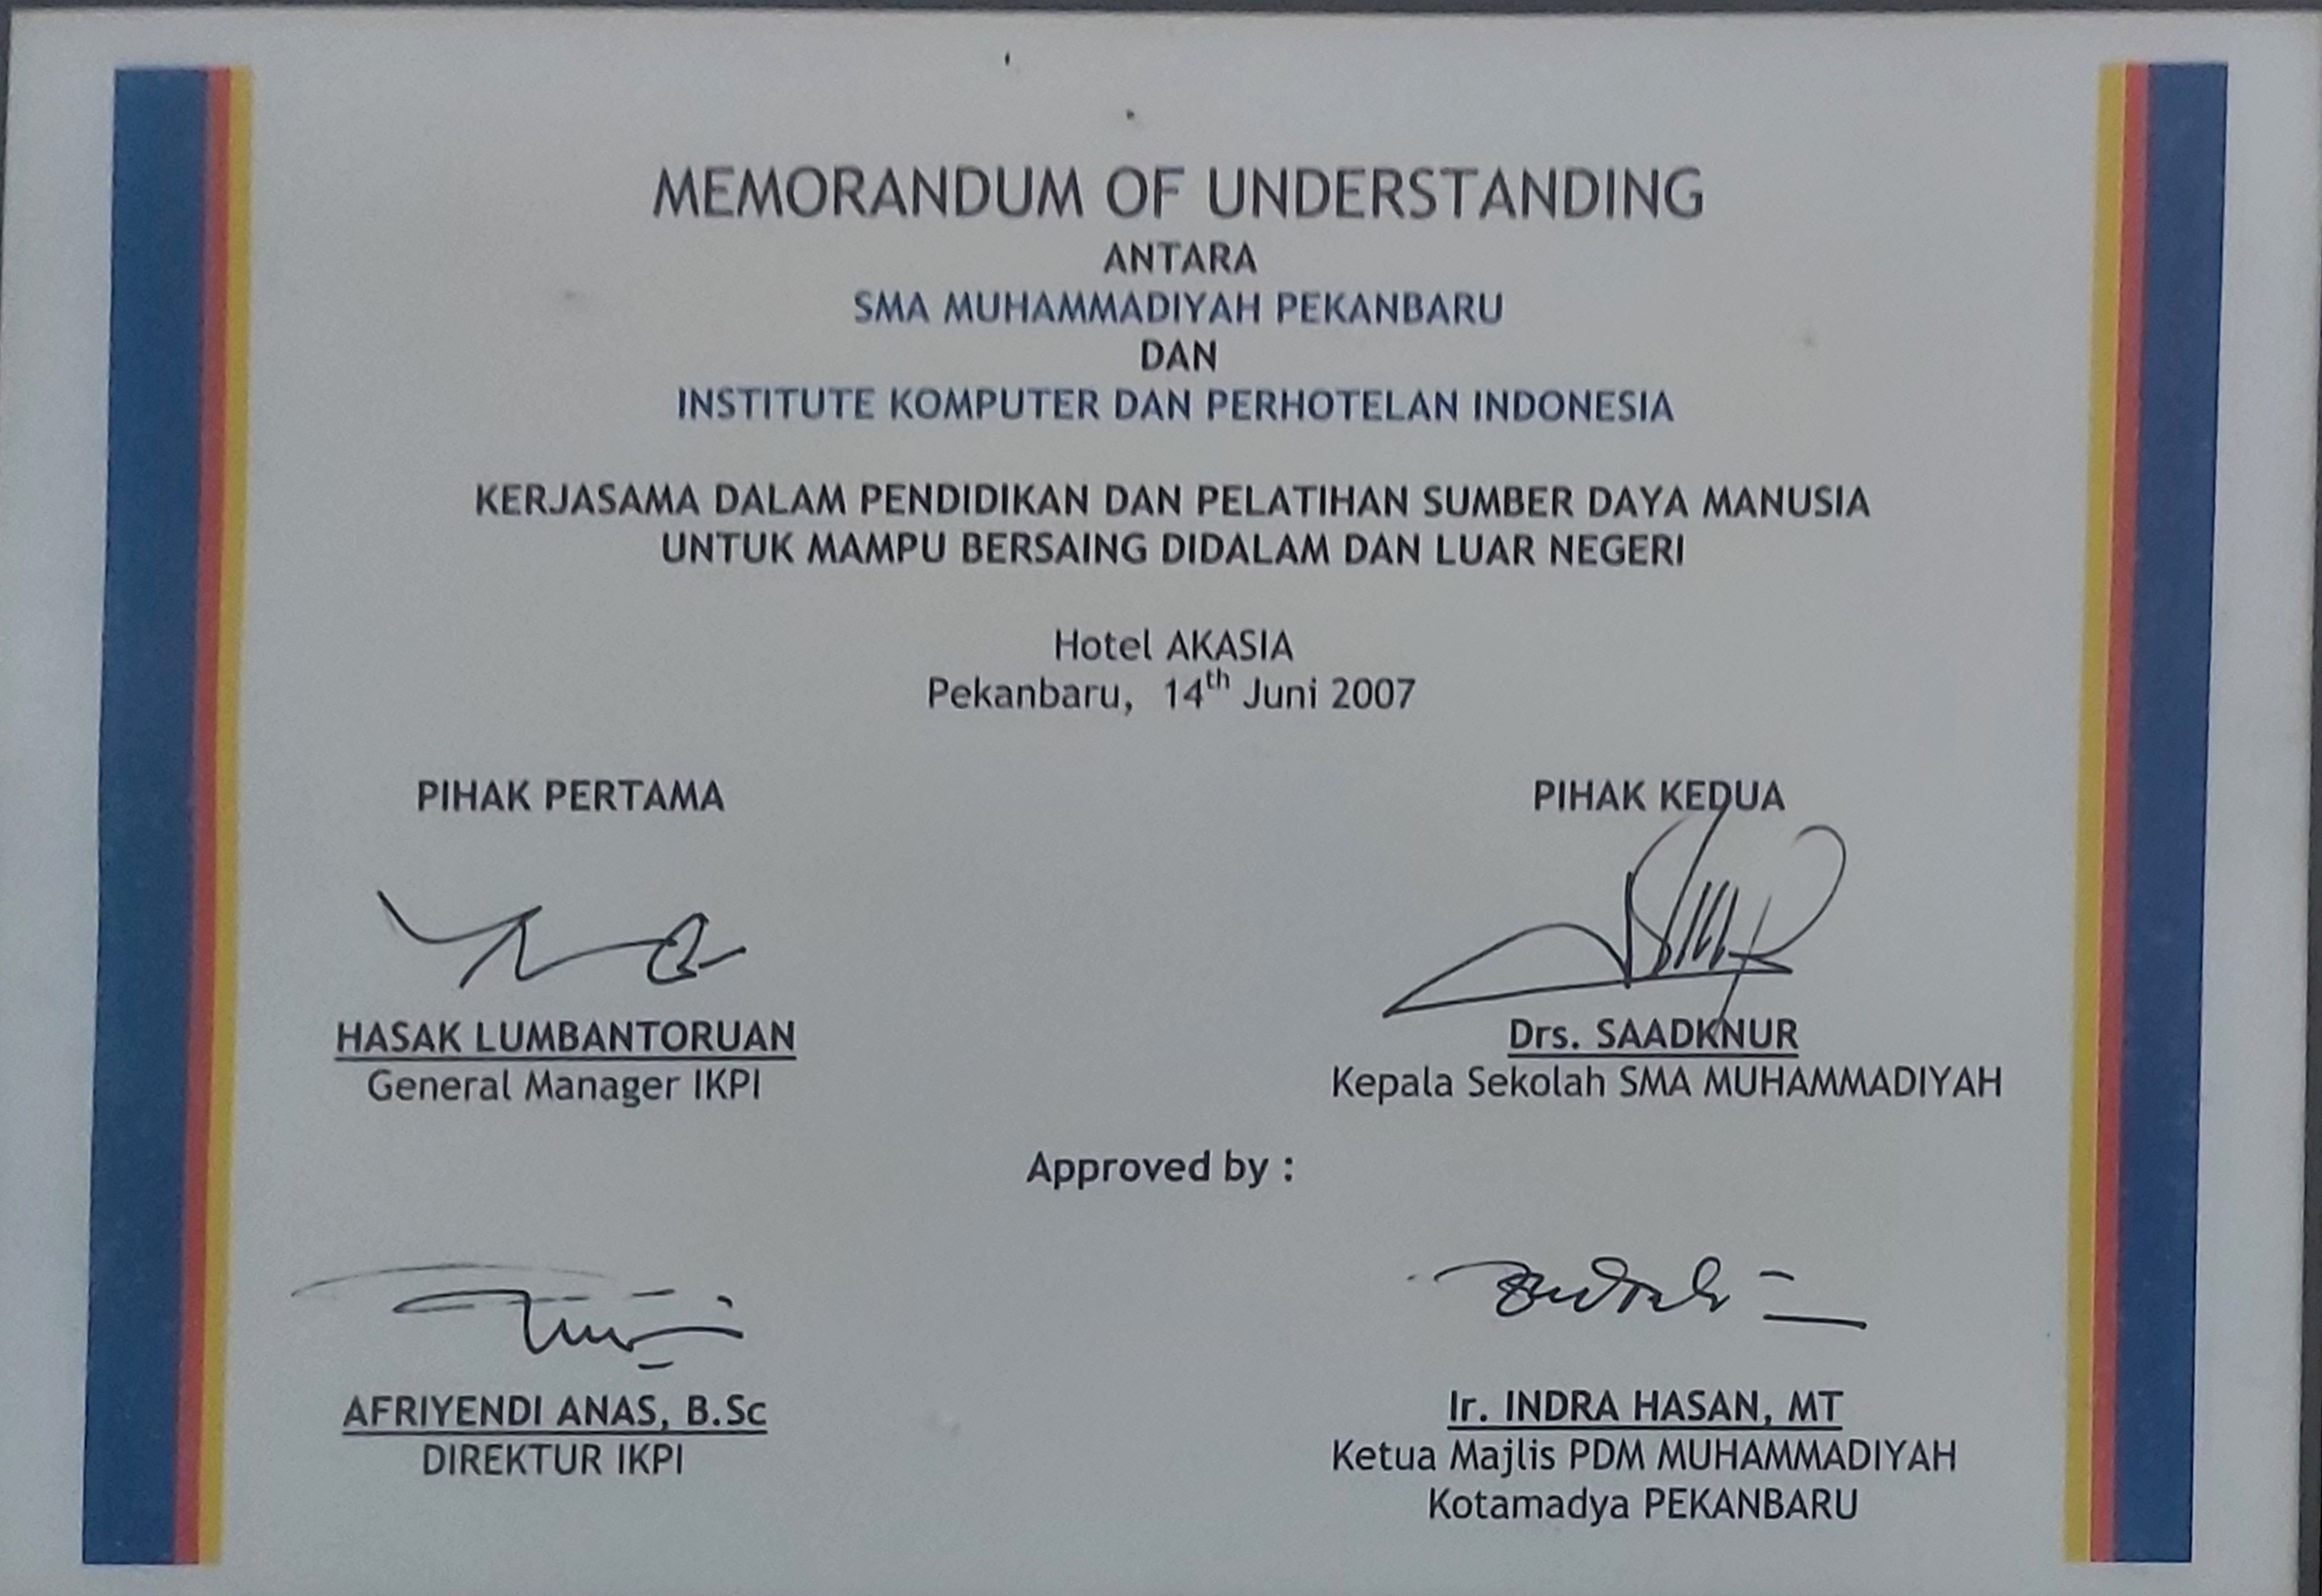 MEMORANDUM OF UNDERSTANDING
ANTARA
SMA MUHAMMADIYAH PEKANBARU
DAN
INSTITUTE KOMPUTER DAN PERHOTELAN INDONESIA
KERJASAMA DALAM PENDIDIKAN DAN PELATIHAN SUMBER DAYA MANUSIA
UNTUK MAMPU BERSAING DIDALAM DAN LUAR NEGERI
Hotel AKASIA
Pekanbaru, 14th Juni 2007
PIHAK PERTAMA
HASAK LUMBANTORUAN
General Manager IKPI
PIHAK KEDUA
Drs. SAADKNUR
Kepala Sekolah SMA MUHAMMADIYAH
Approved by :
AFRIYENDI ANAS, B.Sc
DIREKTUR IKPI
Ir. INDRA HASAN, MT
Ketua Majlis PDM MUHAMMADIYAH
Kotamadya PEKANBARU